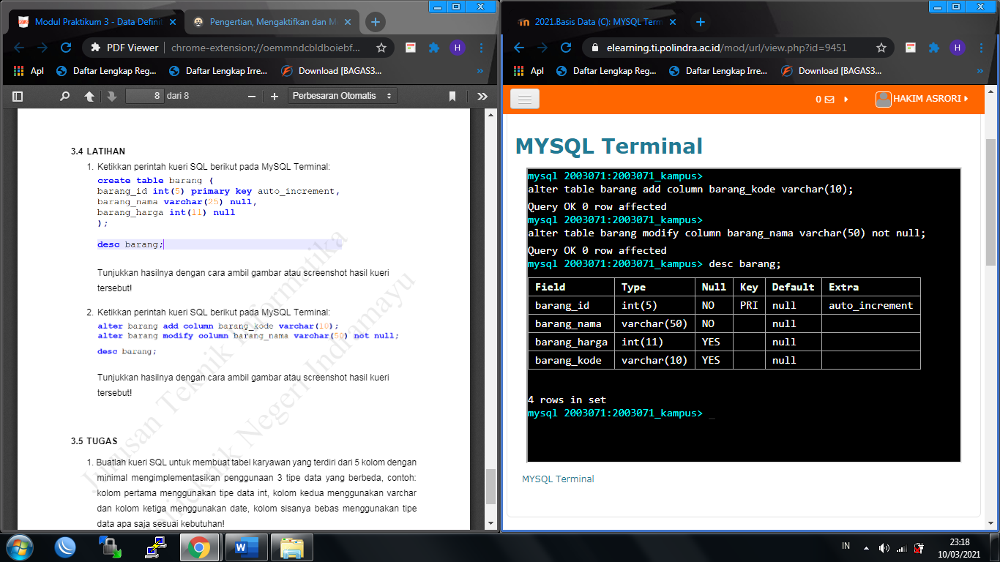 Modul Praktikum 3 - Data Definit
Pengertian, Mengaktifkan dan M
PDF Viewer
chrome-extension://oemmndcbldboiebf...
H
Apl
Daftar Lengkap Reg...
Daftar Lengkap Irre...
Download [BAGAS3...
»
8 dari 8
Perbesaran Otomatis
3.4 LATIHAN
1. Ketikkan perintah kueri SQL berikut pada MySQL Terminal:
create table barang (
barang_id int(5) primary key auto_increment,
barang_nama varchar(25) null,
barang_harga int(11) null
);
desc barang;
Tunjukkan hasilnya dengan cara ambil gambar atau screenshot hasil kueri
tersebut!
2. Ketikkan perintah kueri SQL berikut pada MySQL Terminal:
alter barang add column barang_kode varchar(10);
alter barang modify column barang_nama varchar(50) not null;
desc barang;
Tunjukkan hasilnya dengan cara ambil gambar atau screenshot hasil kueri
tersebut!
3.5 TUGAS
1. Buatlah kueri SQL untuk membuat tabel karyawan yang terdiri dari 5 kolom dengan
minimal mengimplementasikan penggunaan 3 tipe data yang berbeda, contoh:
kolom pertama menggunakan tipe data int, kolom kedua menggunakan varchar
dan kolom ketiga menggunakan date, kolom sisanya bebas menggunakan tipe
data apa saja sesuai kebutuhan!
Jurusan Teknik Informatika
Politeknik Negeri Indramayu
2021.Basis Data (C): MYSQL Term
elearning.ti.polindra.ac.id/mod/url/view.php?id=9451
H
Apl
Daftar Lengkap Reg...
Daftar Lengkap Irre...
Download [BAGAS3...
»
0
HAKIM ASRORI
MYSQL Terminal
mysql 2003071:2003071_kampus>
alter table barang add column barang_kode varchar(10);
Query OK 0 row affected
mysql 2003071:2003071_kampus>
alter table barang modify column barang_nama varchar(50) not null;
Query OK 0 row affected
mysql 2003071:2003071_kampus> desc barang;
Field Type Null Key Default Extra
barang_id int(5) NO PRI null auto_increment
barang_nama varchar(50) NO null
barang_harga int(11) YES null
barang_kode varchar(10) YES null
4 rows in set
mysql 2003071:2003071_kampus> _
MYSQL Terminal
IN
23:18
10/03/2021